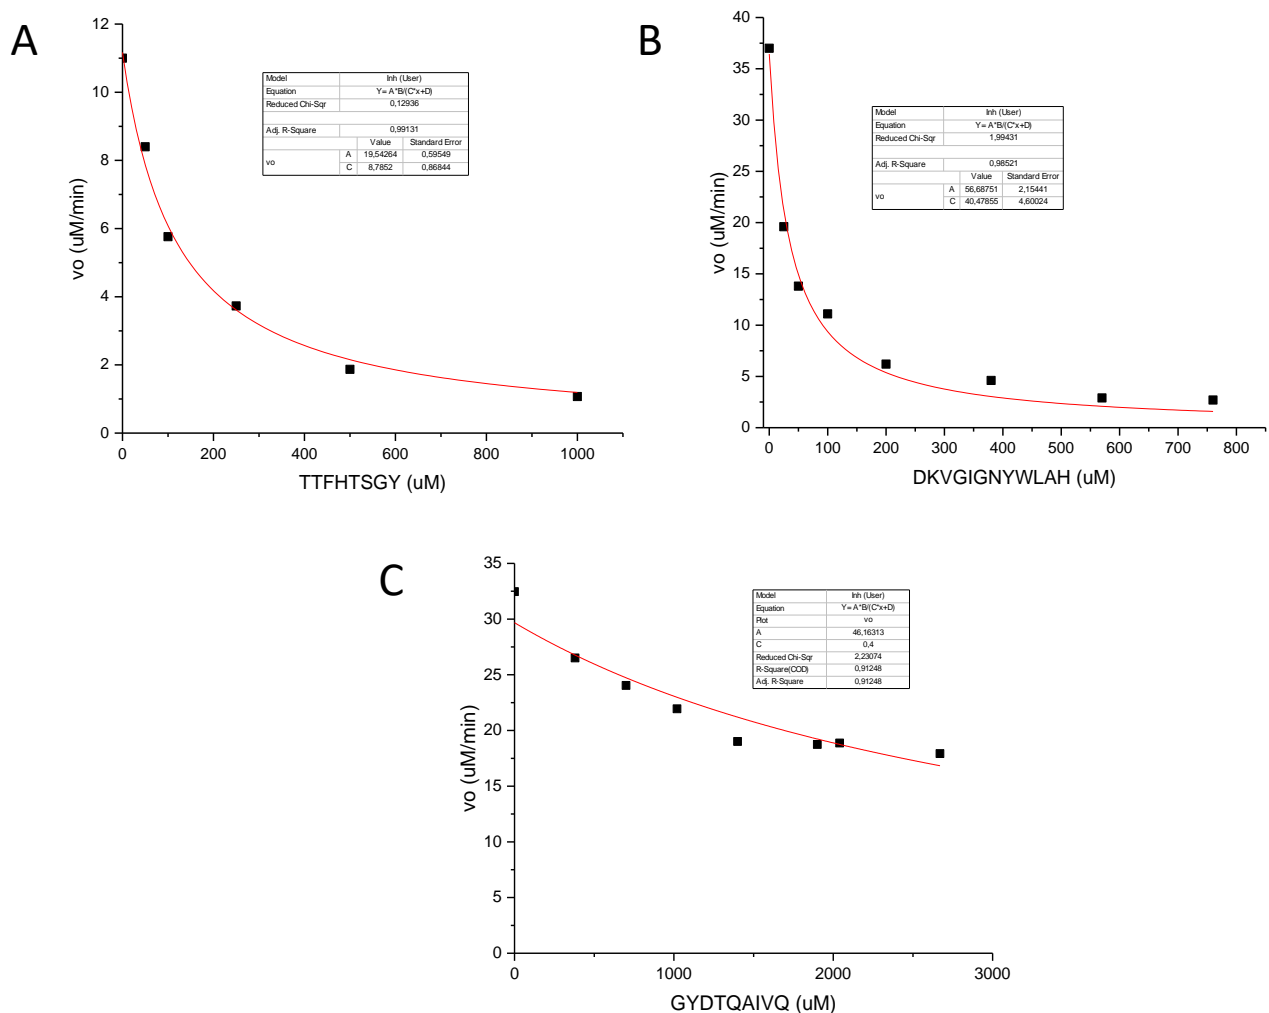 A
12
10
8
6
4
2
0
vo (uM/min)
0 200 400 600 800 1000
TTFHTSGY (uM)
Model Inh (User)
Equation Y= A*B/(C*x+D)
Reduced Chi-Sqr 0,12936
Adj. R-Square 0,99131
Value Standard Error
vo A 19,54264 0,59549
C 8,7852 0,86844
B
40
35
30
25
20
15
10
5
0
vo (uM/min)
0 100 200 300 400 500 600 700 800
DKVGIGNYWLAH (uM)
Model Inh (User)
Equation Y= A*B/(C*x+D)
Reduced Chi-Sqr 1,99431
Adj. R-Square 0,98521
Value Standard Error
vo A 56,68751 2,15441
C 40,47855 4,60024
C
35
30
25
20
15
10
5
0
vo (uM/min)
0 1000 2000 3000
GYDTQAIVQ (uM)
Model Inh (User)
Equation Y= A*B/(C*x+D)
Plot vo
A 46,16313
C 0,4
Reduced Chi-Sqr 2,23074
R-Square(COD) 0,91248
Adj. R-Square 0,91248